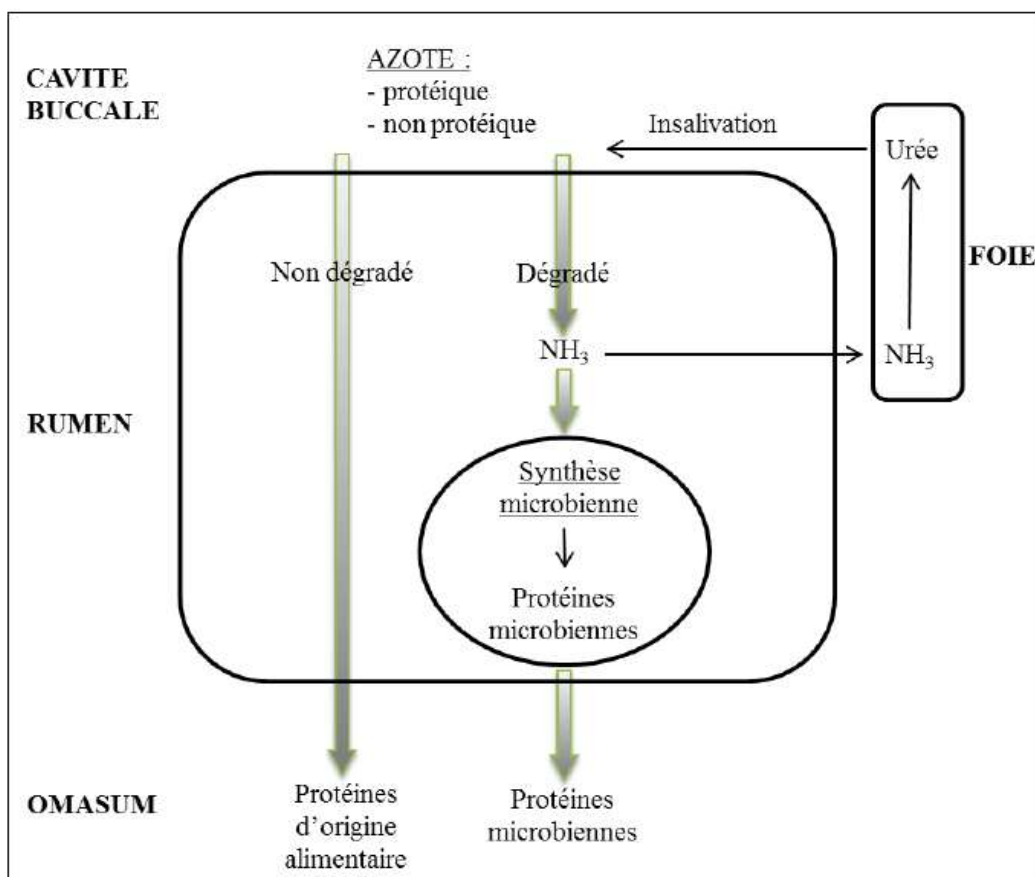 CAVITE
BUCCALE
AZOTE :
- protéique
- non protéique
Insalivation
Urée
FOIE
NH₃
Non dégradé
Dégradé
NH₃
RUMEN
Synthèse
microbienne
Protéines
microbiennes
OMASUM
Protéines
d’origine
alimentaire
Protéines
microbiennes